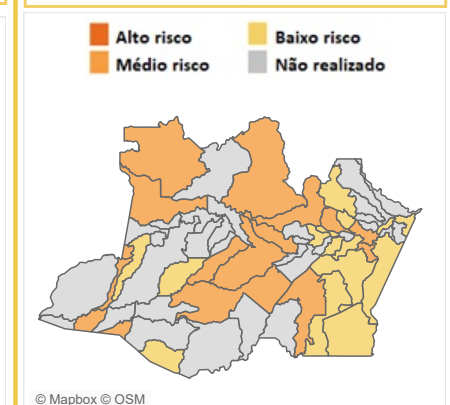 Alto risco
Baixo risco
Médio risco
Não realizado
© Mapbox © OSM